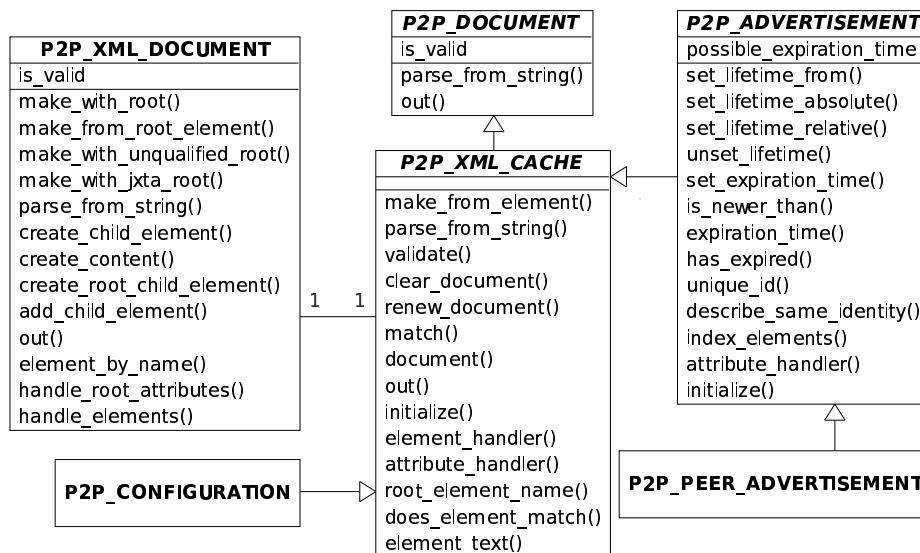 P2P_XML_DOCUMENT
is_valid
make_with_root()
make_from_root_element()
make_with_unqualified_root()
make_with_jxta_root()
parse_from_string()
create_child_element()
create_content()
create_root_child_element()
add_child_element()
out()
element_by_name()
handle_root_attributes()
handle_elements()
P2P_DOCUMENT
is_valid
parse_from_string()
out()
P2P_XML_CACHE
make_from_element()
parse_from_string()
validate()
clear_document()
renew_document()
match()
document()
out()
initialize()
element_handler()
attribute_handler()
root_element_name()
does_element_match()
element_text()
1 1
P2P_ADVERTISEMENT
possible_expiration_time
set_lifetime_from()
set_lifetime_absolute()
set_lifetime_relative()
unset_lifetime()
set_expiration_time()
is_newer_than()
expiration_time()
has_expired()
unique_id()
describe_same_identity()
index_elements()
attribute_handler()
initialize()
P2P_CONFIGURATION
P2P_PEER_ADVERTISEMENT